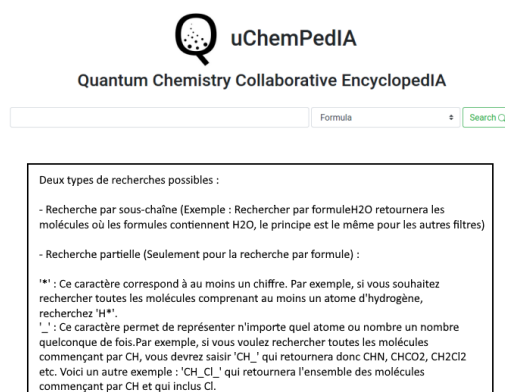 uChemPedIA
Quantum Chemistry Collaborative EncyclopedIA
Formula
Search
Deux types de recherches possibles :
- Recherche par sous-chaîne (Exemple : Rechercher par formuleH2O retournera les
molécules où les formules contiennent H2O, le principe est le même pour les autres filtres)
- Recherche partielle (Seulement pour la recherche par formule) :
'*' : Ce caractère correspond à au moins un chiffre. Par exemple, si vous souhaitez
rechercher toutes les molécules comprenant au moins un atome d'hydrogène,
recherchez 'H*'.
'_' : Ce caractère permet de représenter n'importe quel atome ou nombre un nombre
quelconque de fois.Par exemple, si vous voulez rechercher toutes les molécules
commençant par CH, vous devrez saisir 'CH_' qui retournera donc CHN, CHCO2, CH2Cl2
etc. Voici un autre exemple : 'CH_Cl_' qui retournera l'ensemble des molécules
commençant par CH et qui inclus Cl.